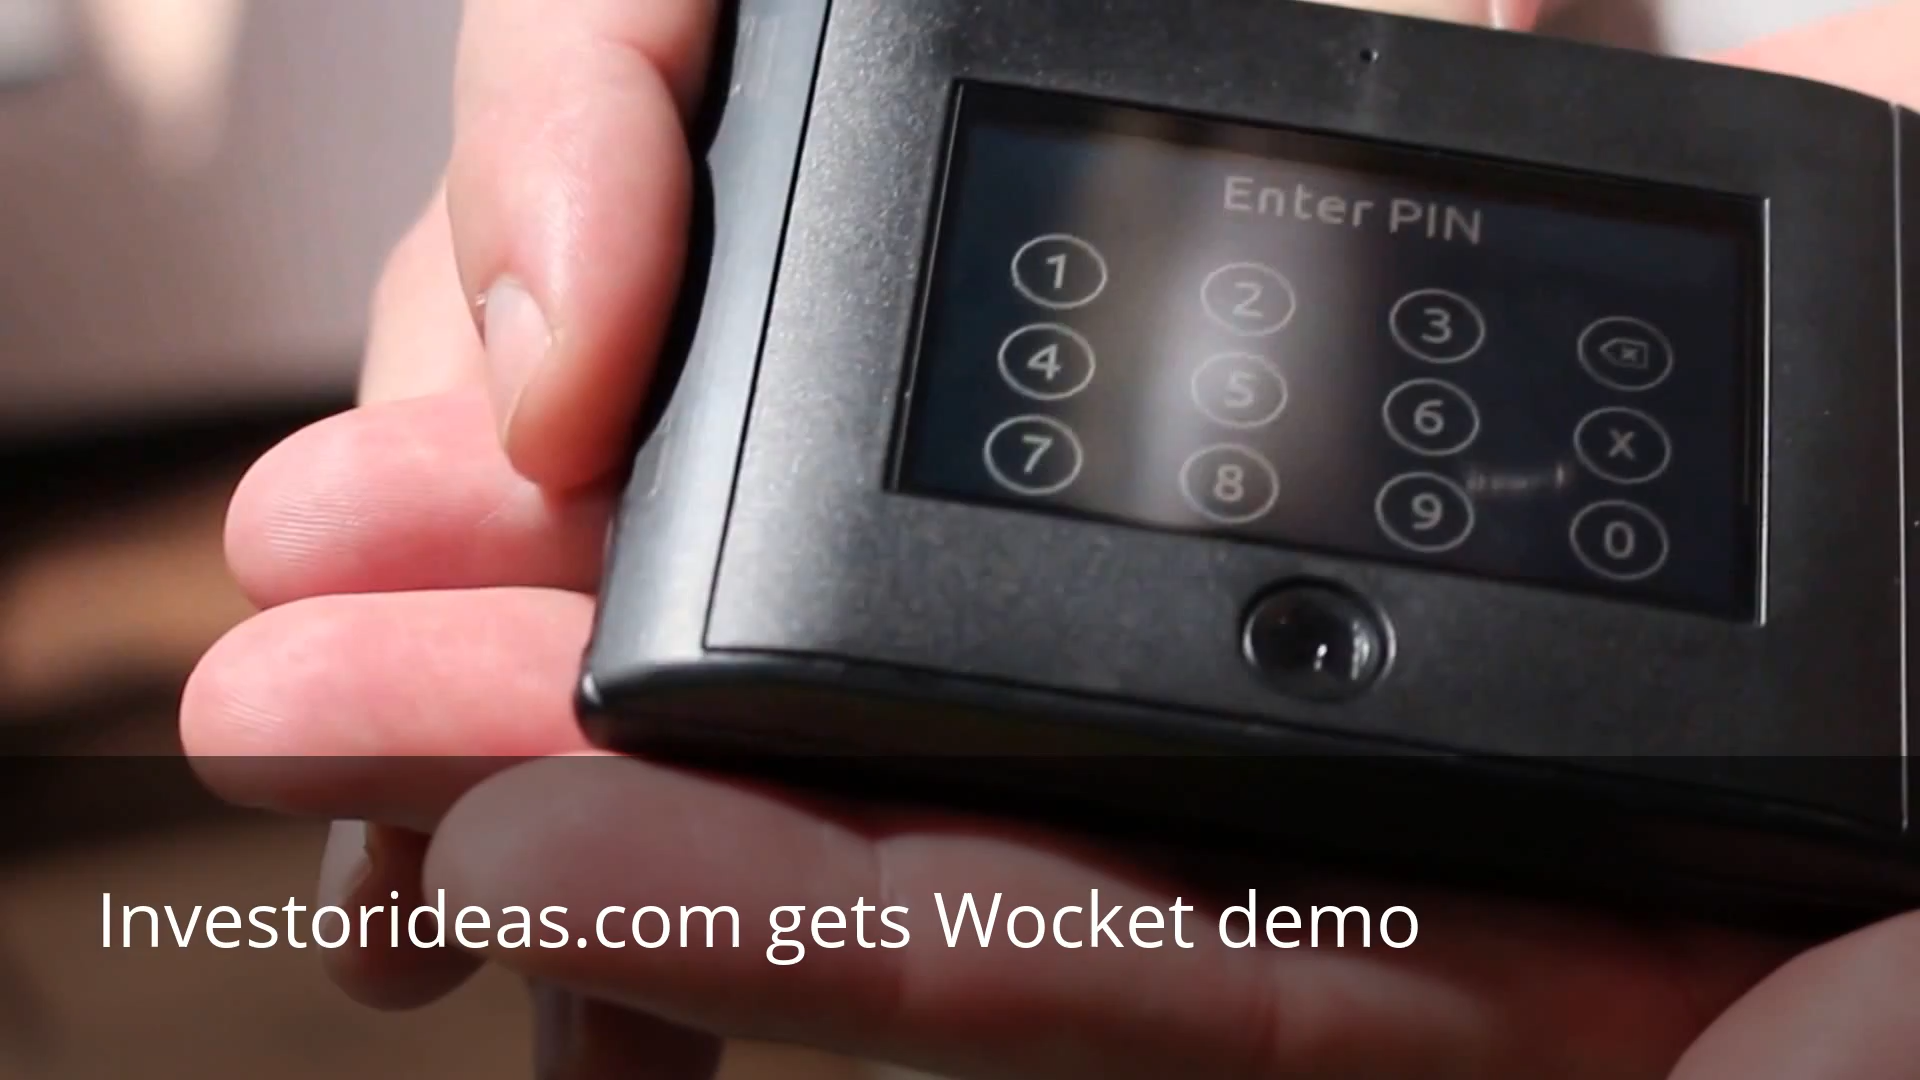 Enter PIN
1 2 3
4 5 6 X
7 8 9 0
Investorideas.com gets Wocket demo